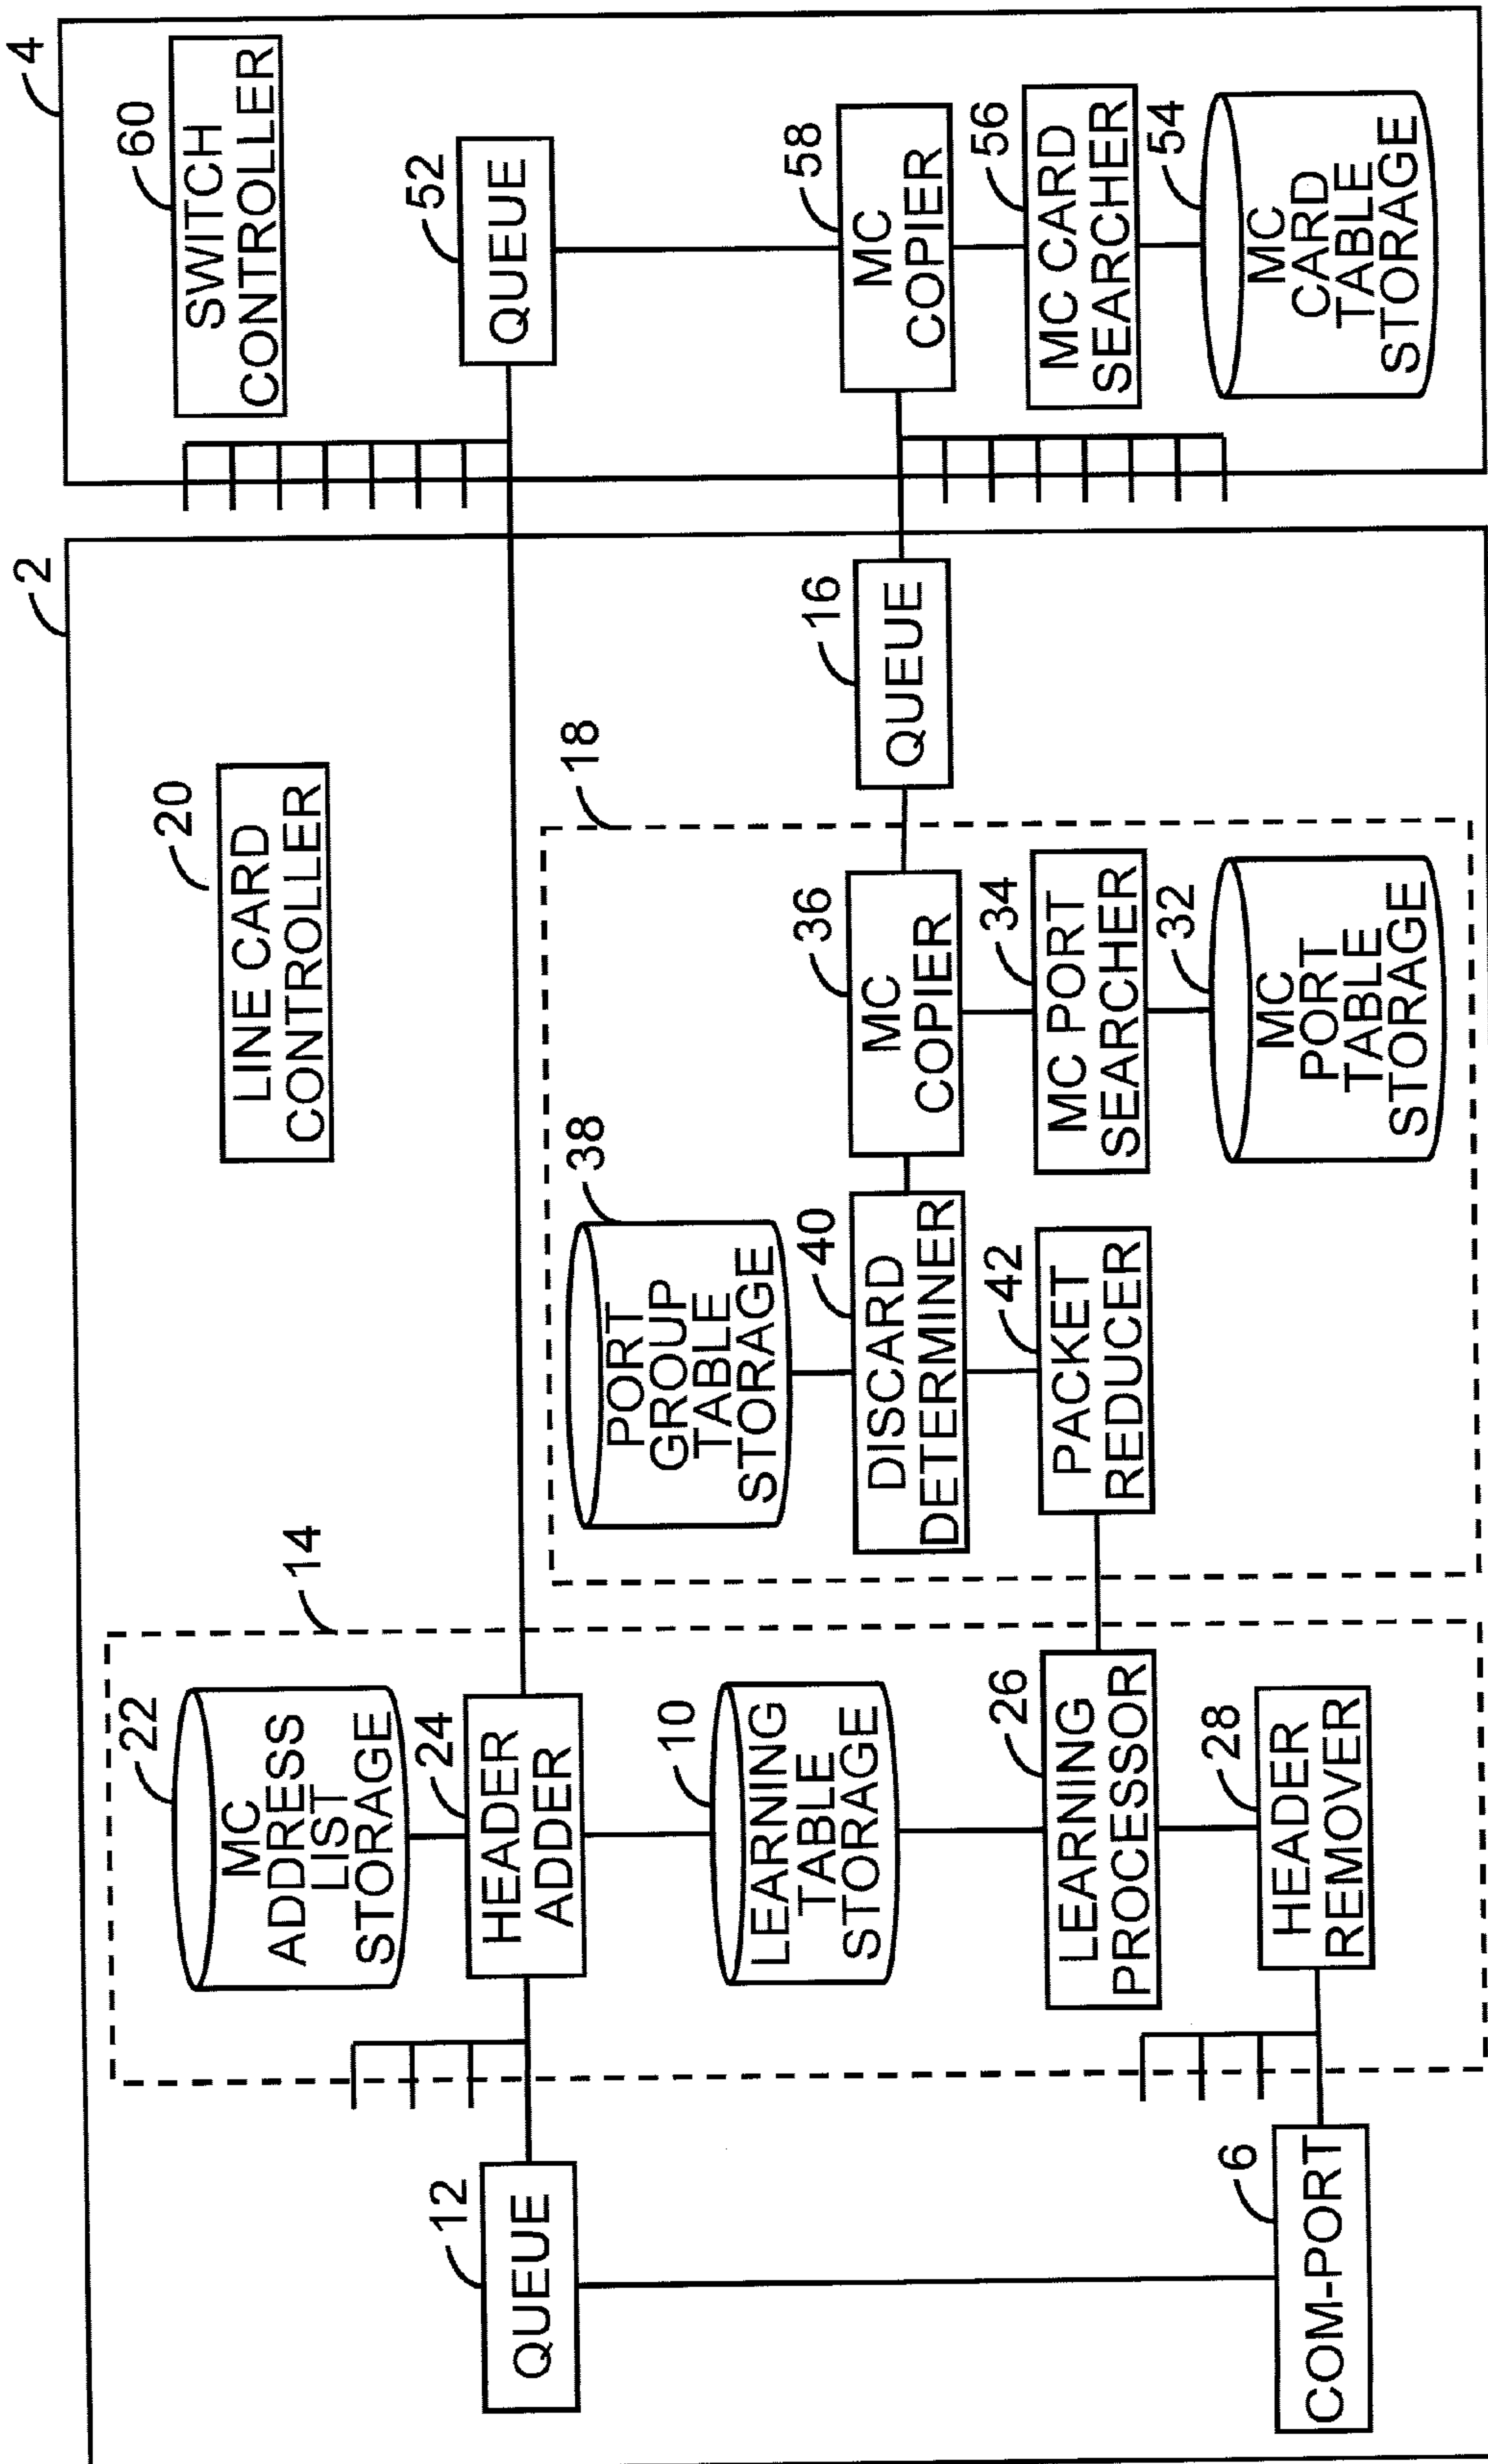 2
4
20
LINE CARD
CONTROLLER
60
SWITCH
CONTROLLER
14
22
MC
ADDRESS
LIST
STORAGE
12
QUEUE
24
HEADER
ADDER
52
QUEUE
10
LEARNING
TABLE
STORAGE
18
38
PORT
GROUP
TABLE
STORAGE
40
DISCARD
DETERMINER
36
MC
COPIER
16
QUEUE
58
MC
COPIER
26
LEARNING
PROCESSOR
42
PACKET
REDUCER
34
MC PORT
SEARCHER
56
MC CARD
SEARCHER
6
COM-PORT
28
HEADER
REMOVER
32
MC
PORT
TABLE
STORAGE
54
MC
CARD
TABLE
STORAGE